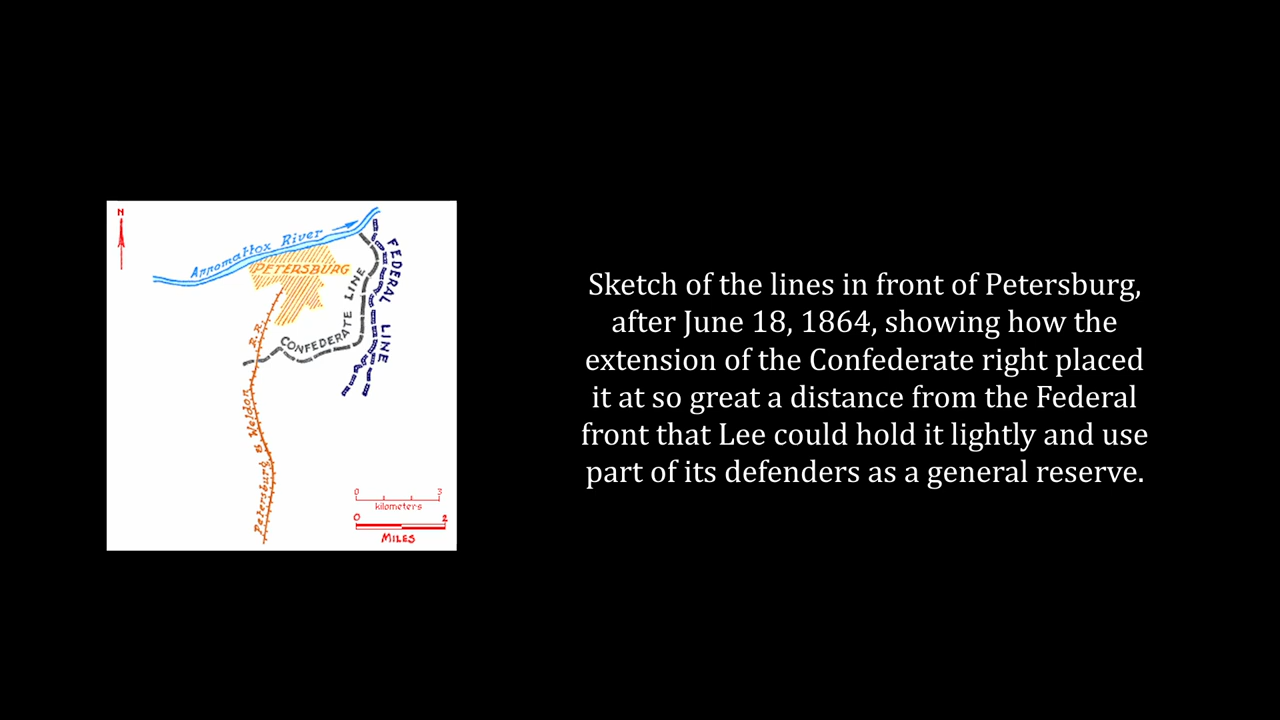 N
Appomattox River
PETERSBURG
FEDERAL LINE
CONFEDERATE LINE
Petersburg & Weldon R.R.
0 3
kilometers
0 2
MILES
Sketch of the lines in front of Petersburg,
after June 18, 1864, showing how the
extension of the Confederate right placed
it at so great a distance from the Federal
front that Lee could hold it lightly and use
part of its defenders as a general reserve.